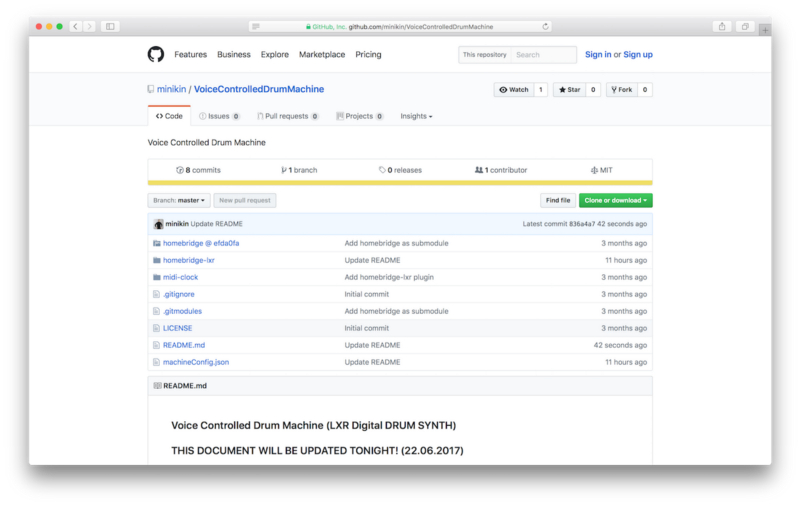 GitHub, Inc. github.com/minikin/VoiceControlledDrumMachine
Features Business Explore Marketplace Pricing This repository Search Sign in or Sign up
minikin / VoiceControlledDrumMachine Watch 1 Star 0 Fork 0
Code Issues 0 Pull requests 0 Projects 0 Insights
Voice Controlled Drum Machine
8 commits 1 branch 0 releases 1 contributor MIT
Branch: master New pull request Find file Clone or download
minikin Update README Latest commit 836a4a7 42 seconds ago
homebridge @ efda0fa Add homebridge as submodule 3 months ago
homebridge-lxr Update README 11 hours ago
midi-clock Add homebridge-lxr plugin 3 months ago
.gitignore Initial commit 3 months ago
.gitmodules Add homebridge as submodule 3 months ago
LICENSE Initial commit 3 months ago
README.md Update README 42 seconds ago
machineConfig.json Update README 11 hours ago
README.md
Voice Controlled Drum Machine (LXR Digital DRUM SYNTH)
THIS DOCUMENT WILL BE UPDATED TONIGHT! (22.06.2017)